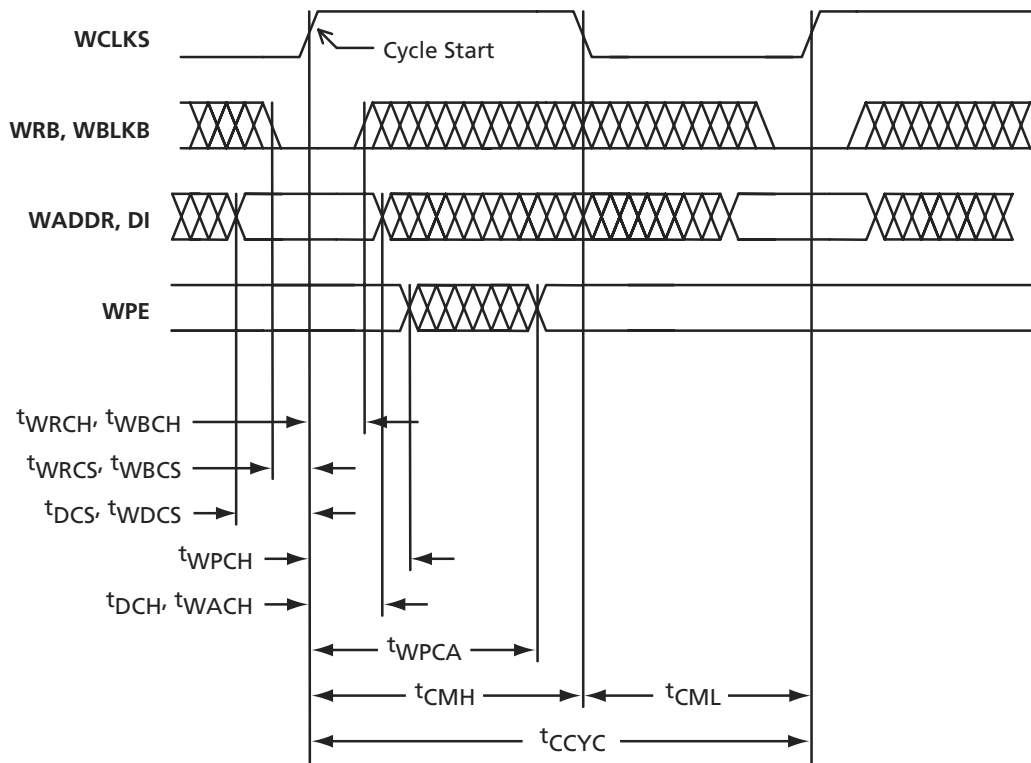 WCLKS
Cycle Start
WRB, WBLKB
WADDR, DI
WPE
tWRCH, tWBCH
tWRCS, tWBCS
tDCS, tWDCS
tWPCH
tDCH, tWACH
tWPCA
tCMH
tCML
tCCYC